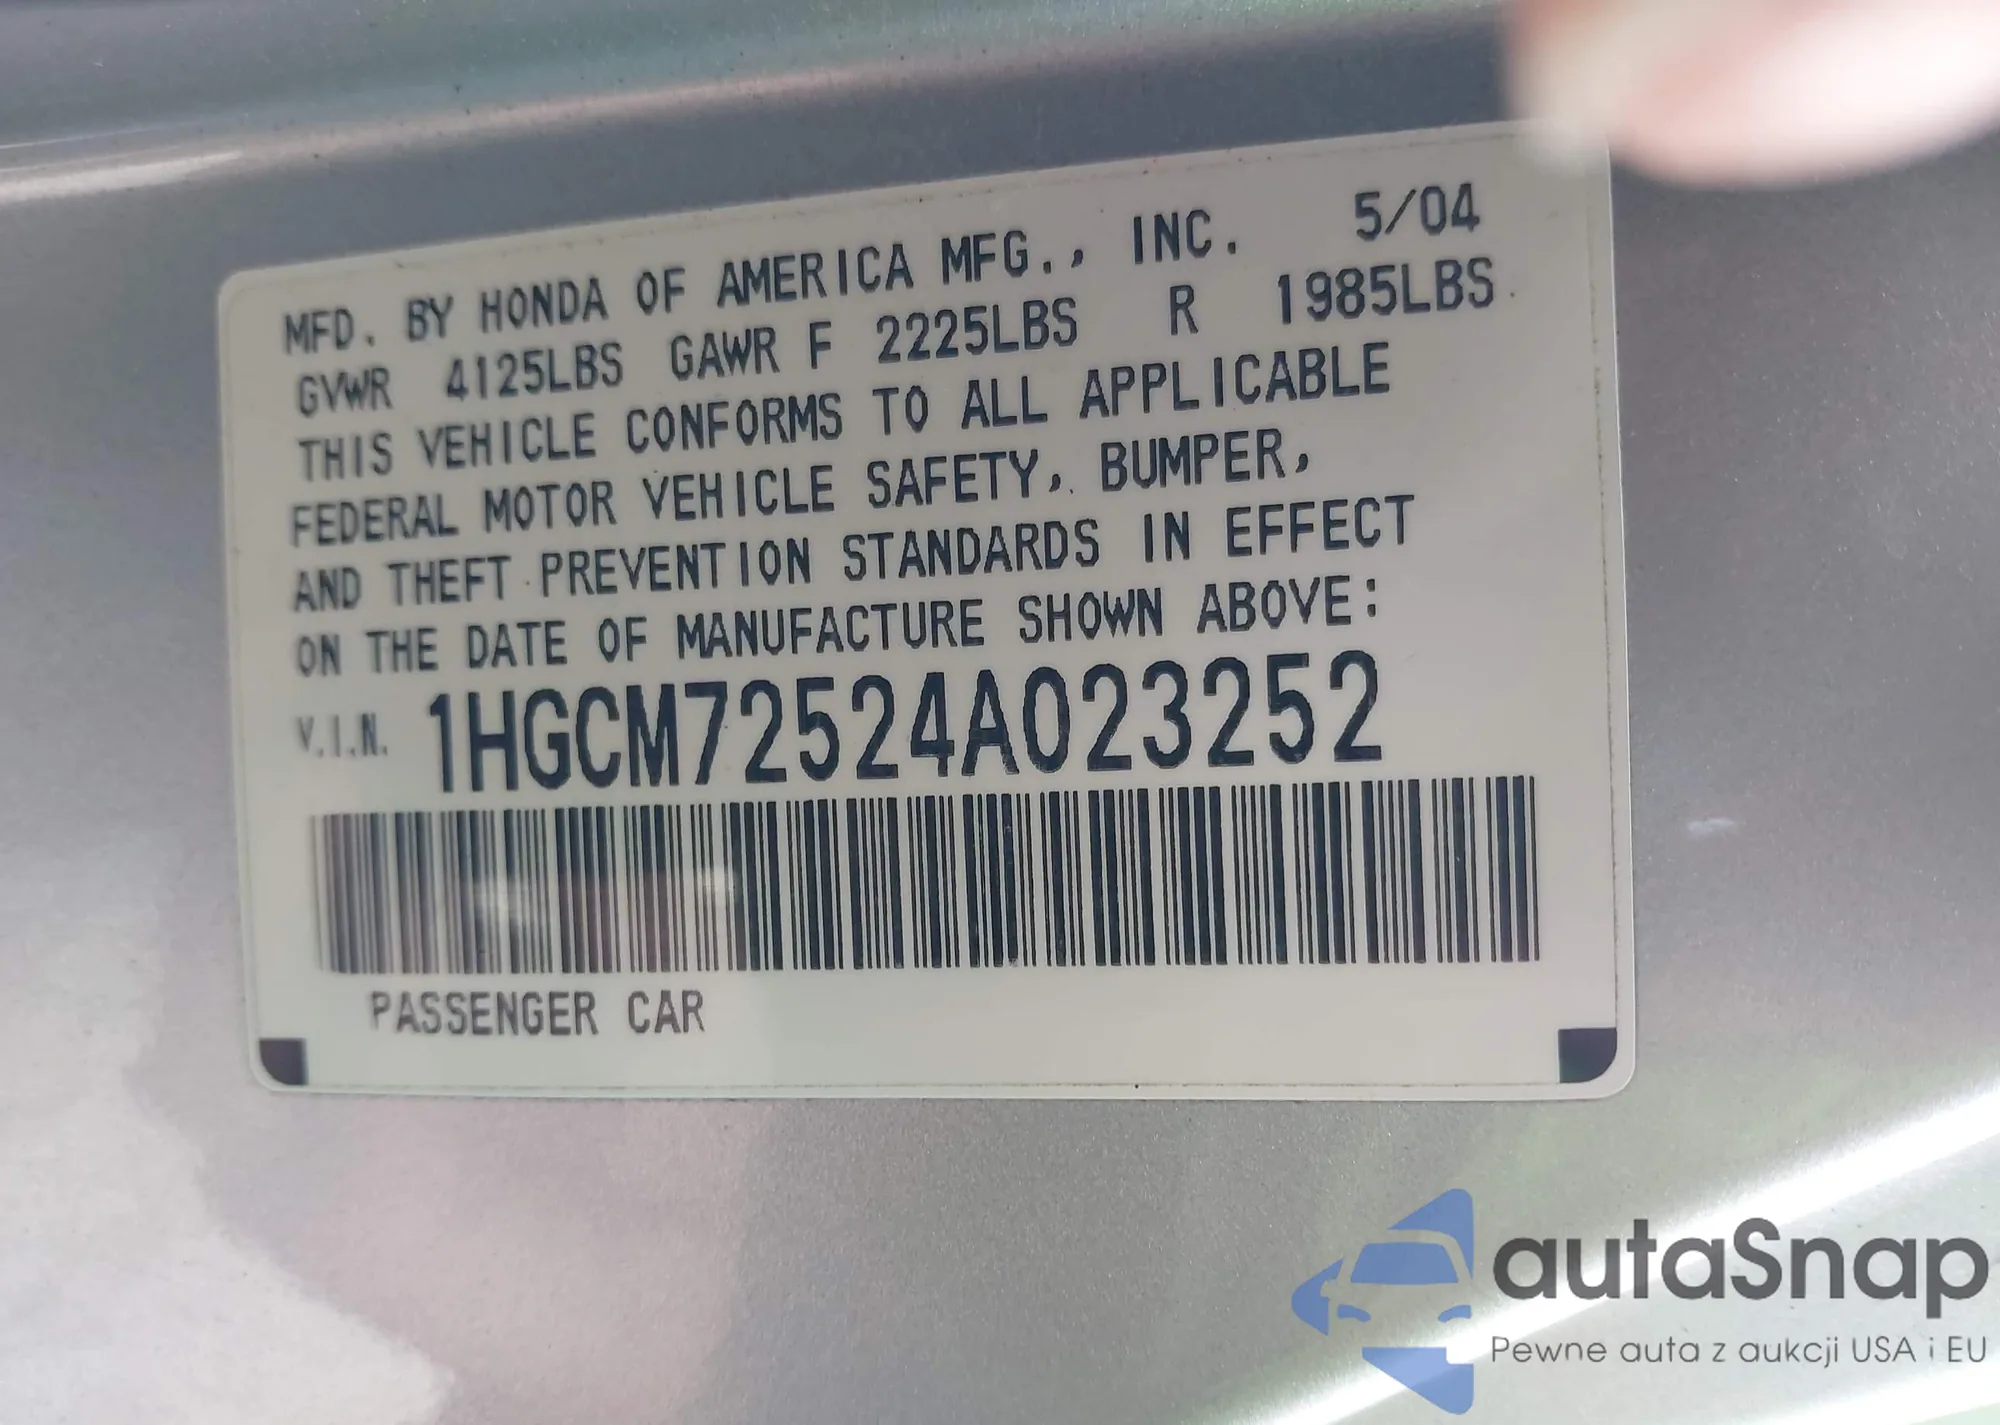 MFD. BY HONDA OF AMERICA MFG., INC. 5/04
GVWR 4125LBS GAWR F 2225LBS R 1985LBS
THIS VEHICLE CONFORMS TO ALL APPLICABLE
FEDERAL MOTOR VEHICLE SAFETY, BUMPER,
AND THEFT PREVENTION STANDARDS IN EFFECT
ON THE DATE OF MANUFACTURE SHOWN ABOVE:
V.I.N. 1HGCM72524A023252
PASSENGER CAR
autaSnap
Pewne auta z aukcji USA i EU